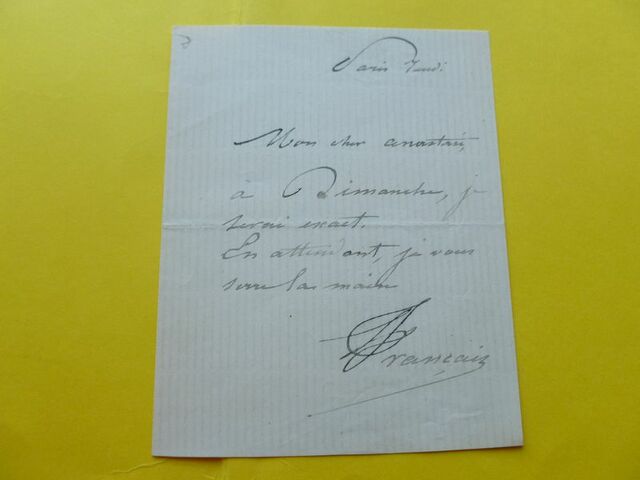 Paris Jeudi
Mon cher Anastasi,
à Dimanche, je
serai exact.
En attendant, je vous
serre la main
Français